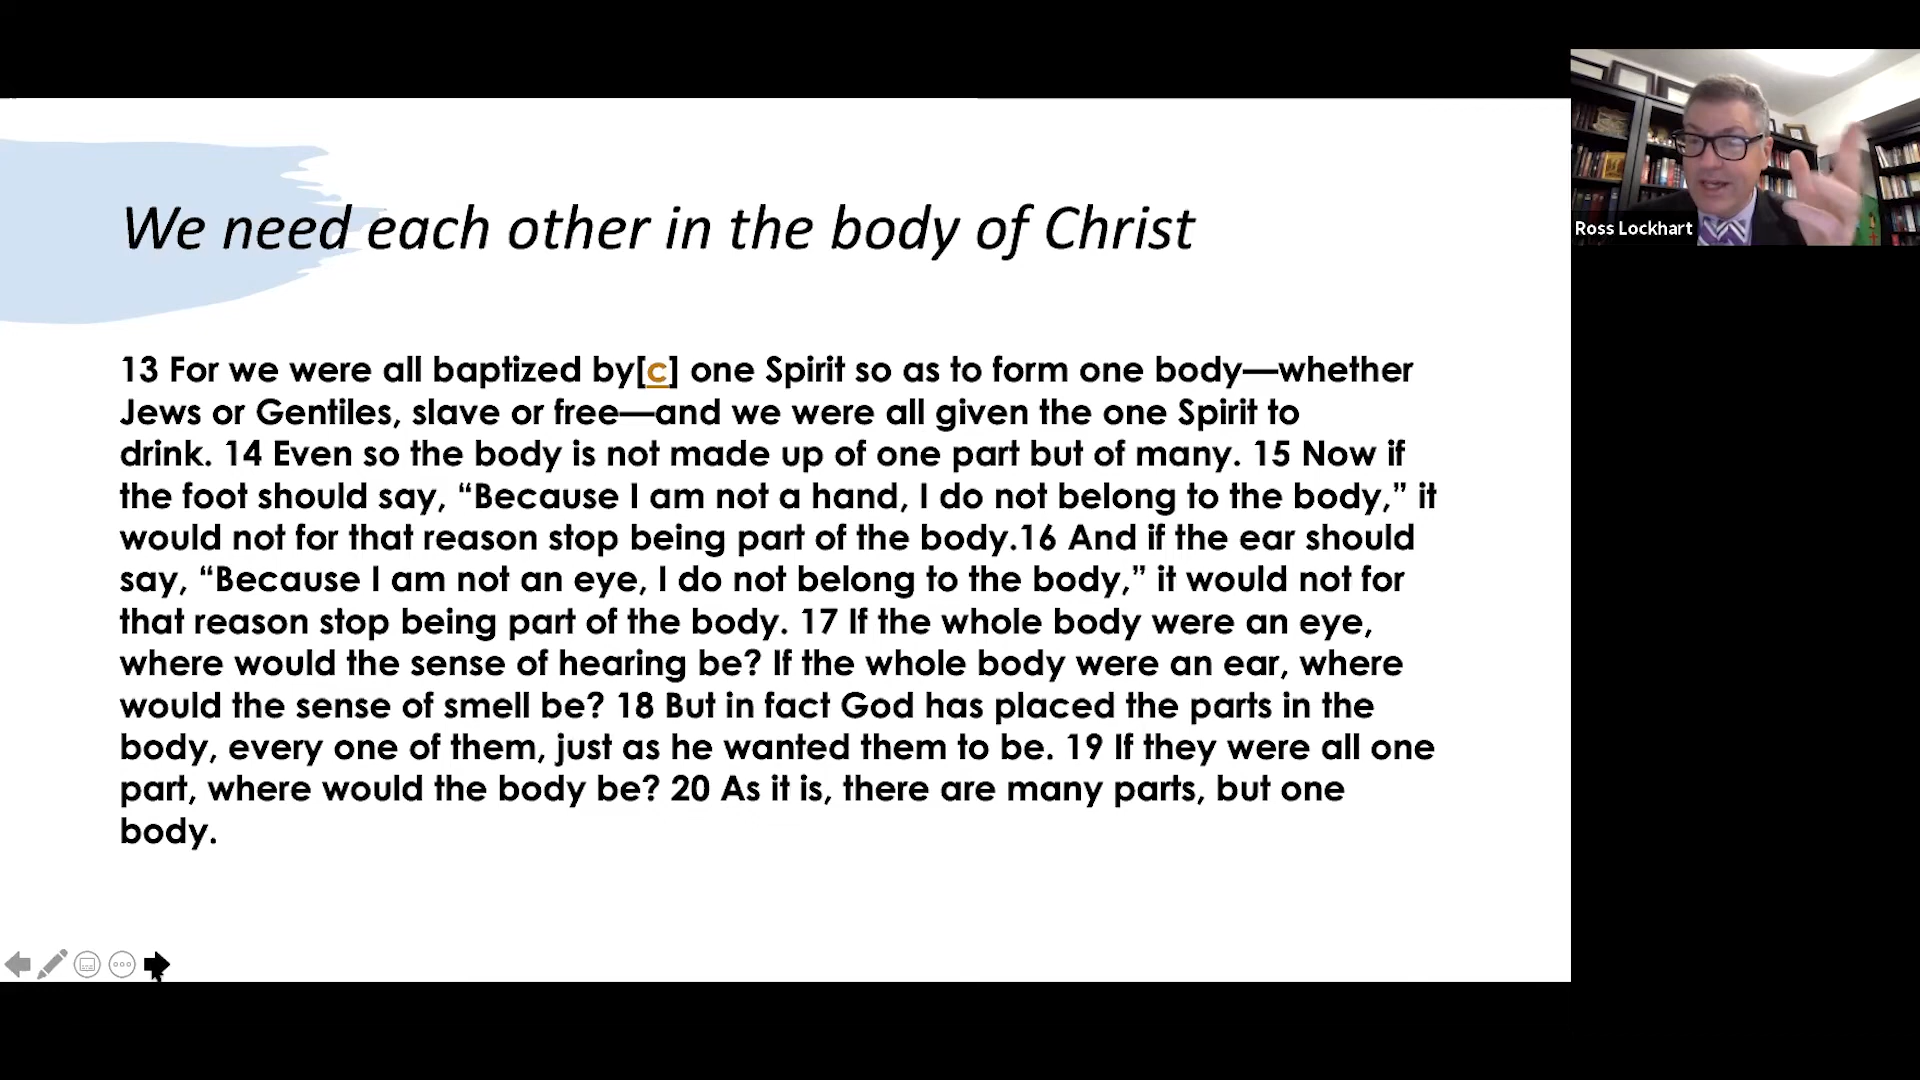 We need each other in the body of Christ
13 For we were all baptized by[c] one Spirit so as to form one body—whether
Jews or Gentiles, slave or free—and we were all given the one Spirit to
drink. 14 Even so the body is not made up of one part but of many. 15 Now if
the foot should say, “Because I am not a hand, I do not belong to the body,” it
would not for that reason stop being part of the body.16 And if the ear should
say, “Because I am not an eye, I do not belong to the body,” it would not for
that reason stop being part of the body. 17 If the whole body were an eye,
where would the sense of hearing be? If the whole body were an ear, where
would the sense of smell be? 18 But in fact God has placed the parts in the
body, every one of them, just as he wanted them to be. 19 If they were all one
part, where would the body be? 20 As it is, there are many parts, but one
body.
Ross Lockhart